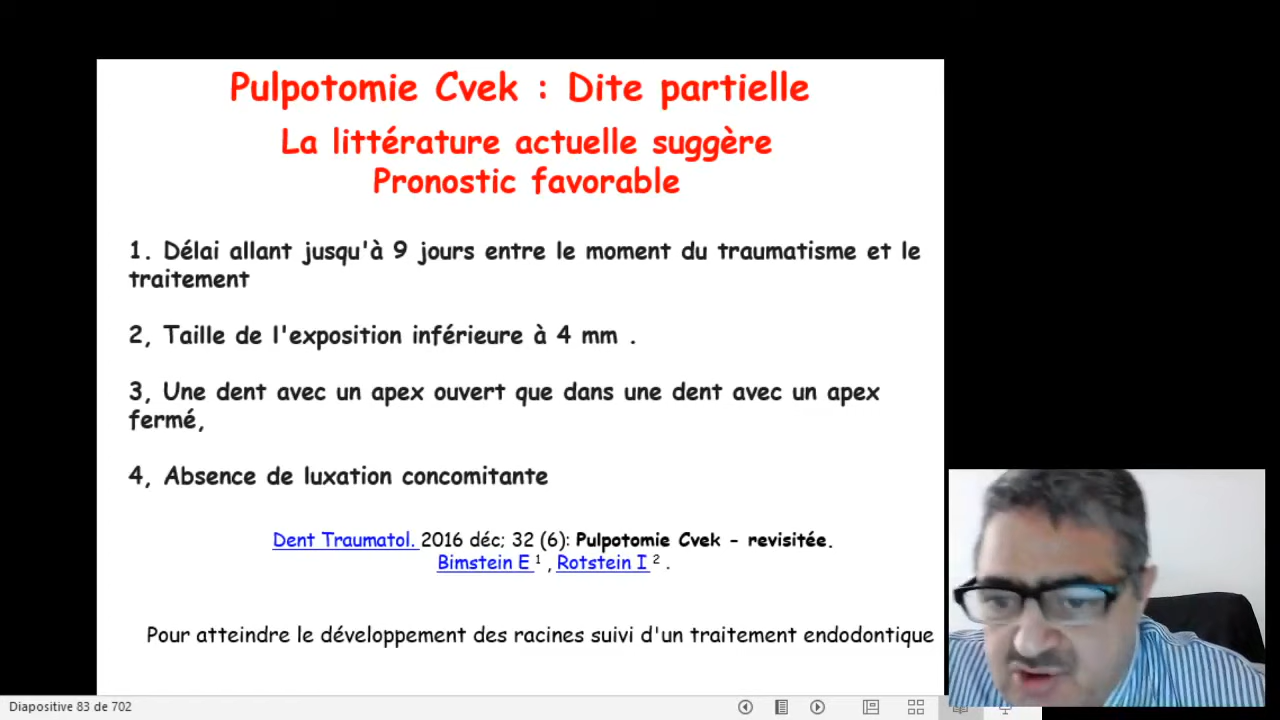 Pulpotomie Cvek : Dite partielle
La littérature actuelle suggère
Pronostic favorable
1. Délai allant jusqu'à 9 jours entre le moment du traumatisme et le
traitement
2, Taille de l'exposition inférieure à 4 mm .
3, Une dent avec un apex ouvert que dans une dent avec un apex
fermé,
4, Absence de luxation concomitante
Dent Traumatol. 2016 déc; 32 (6): Pulpotomie Cvek - revisitée.
Bimstein E 1 , Rotstein I 2 .
Pour atteindre le développement des racines suivi d'un traitement endodontique
Diapositive 83 de 702